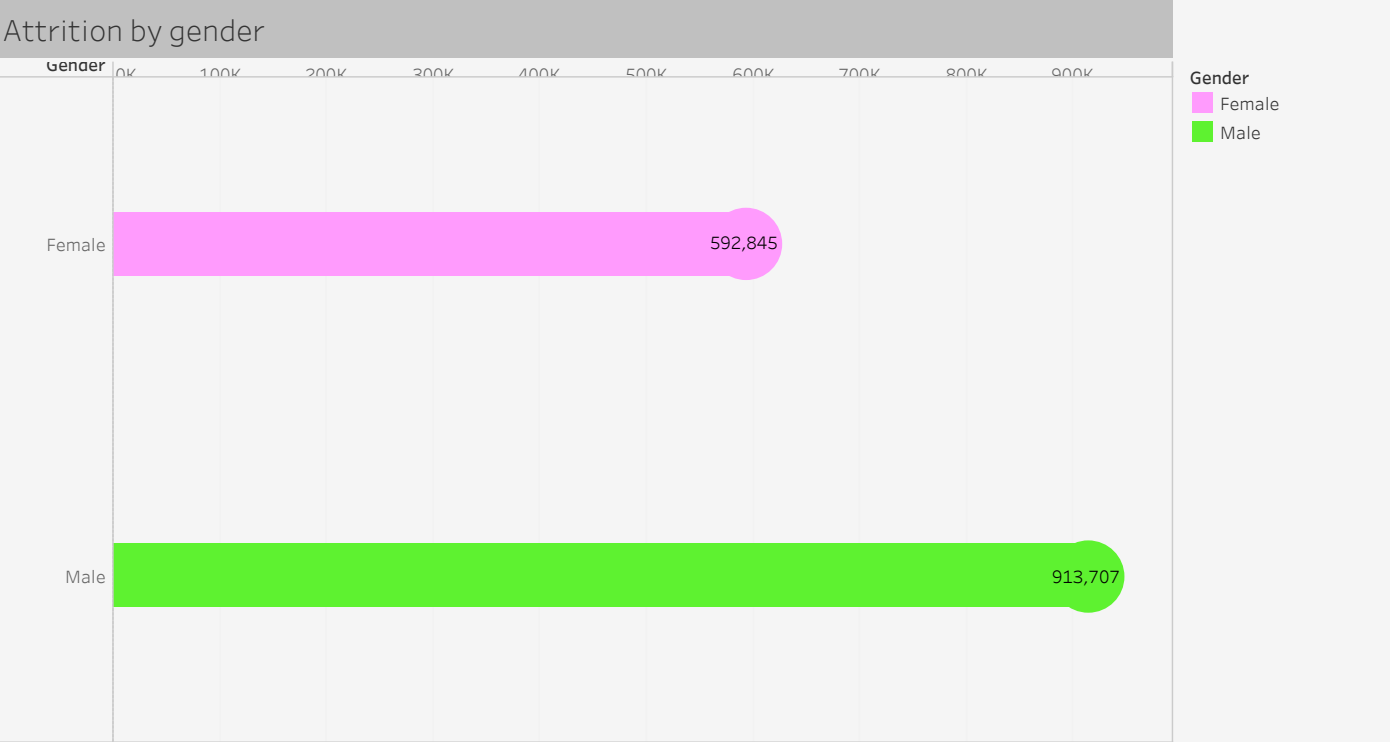 Attrition by gender
Gender
0K 100K 200K 300K 400K 500K 600K 700K 800K 900K
Gender
Female
Male
Female
592,845
Male
913,707